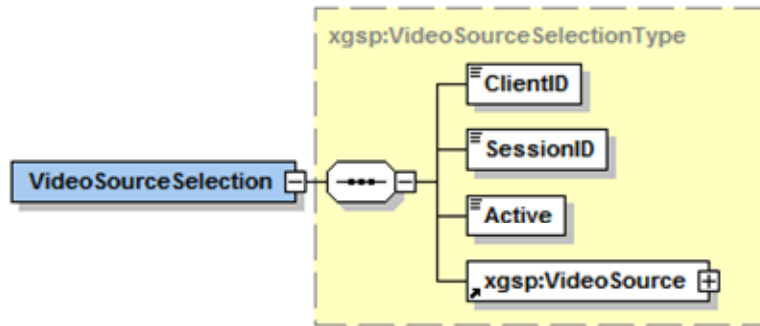 xgsp:VideoSourceSelectionType
ClientID
SessionID
VideoSourceSelection
Active
xgsp:VideoSource